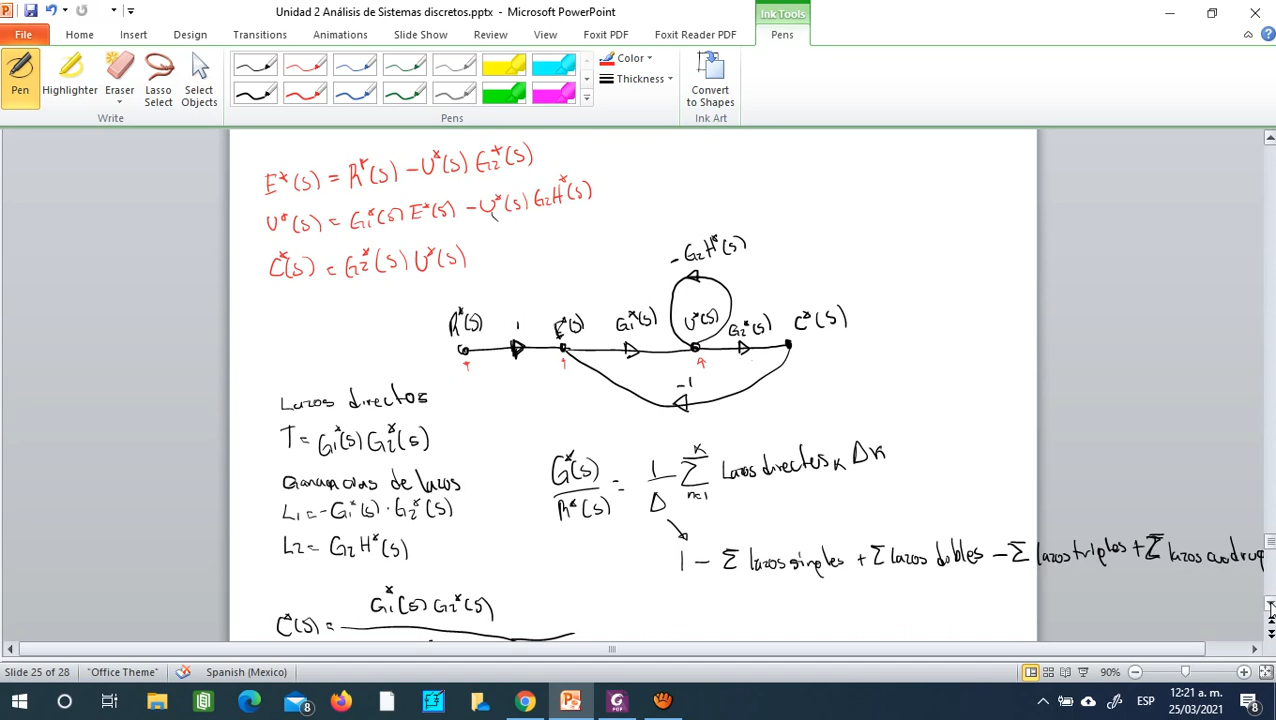 Unidad 2 Análisis de Sistemas discretos.pptx - Microsoft PowerPoint
Ink Tools
File Home Insert Design Transitions Animations Slide Show Review View Foxit PDF Foxit Reader PDF Pens
Pen Highlighter Eraser Lasso Select Select Objects
Color
Thickness
Convert to Shapes
Write Pens Ink Art
E*(s) = R*(s) - U*(s) G2*(s)
U*(s) = G1*(s) E*(s) - U*(s) G2H*(s)
C*(s) = G2*(s) U*(s)
-G2H*(s)
R*(s) 1 E*(s) G1*(s) U*(s) G2*(s) C*(s)
-1
Lazos directos
T = G1*(s) G2*(s)
Ganancias de lazos
L1 = -G1*(s) · G2*(s)
L2 = G2H*(s)
G*(s) / R*(s) = 1/Δ Σ n=1 K Lazos directos K ΔK
1 - Σ lazos simples + Σ lazos dobles - Σ lazos triples + Σ lazos cuadrup
C*(s) = G1*(s) G2*(s)
Slide 25 of 28 "Office Theme" Spanish (Mexico) 90%
ESP 12:21 a. m. 25/03/2021 8